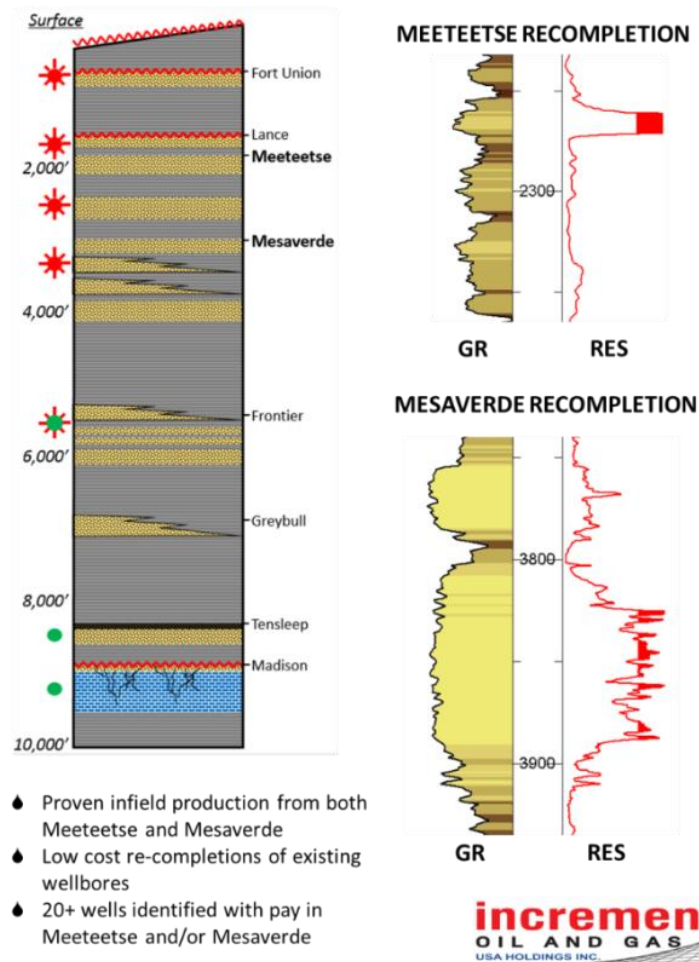 Surface
Fort Union
Lance
Meeteetse
2,000'
Mesaverde
4,000'
Frontier
6,000'
Greybull
8,000'
Tensleep
Madison
10,000'
Proven infield production from both
Meeteetse and Mesaverde
Low cost re-completions of existing
wellbores
20+ wells identified with pay in
Meeteetse and/or Mesaverde
MEETEETSE RECOMPLETION
2300
GR RES
MESAVERDE RECOMPLETION
3800
3900
GR RES
incremen
OIL AND GAS
USA HOLDINGS INC.